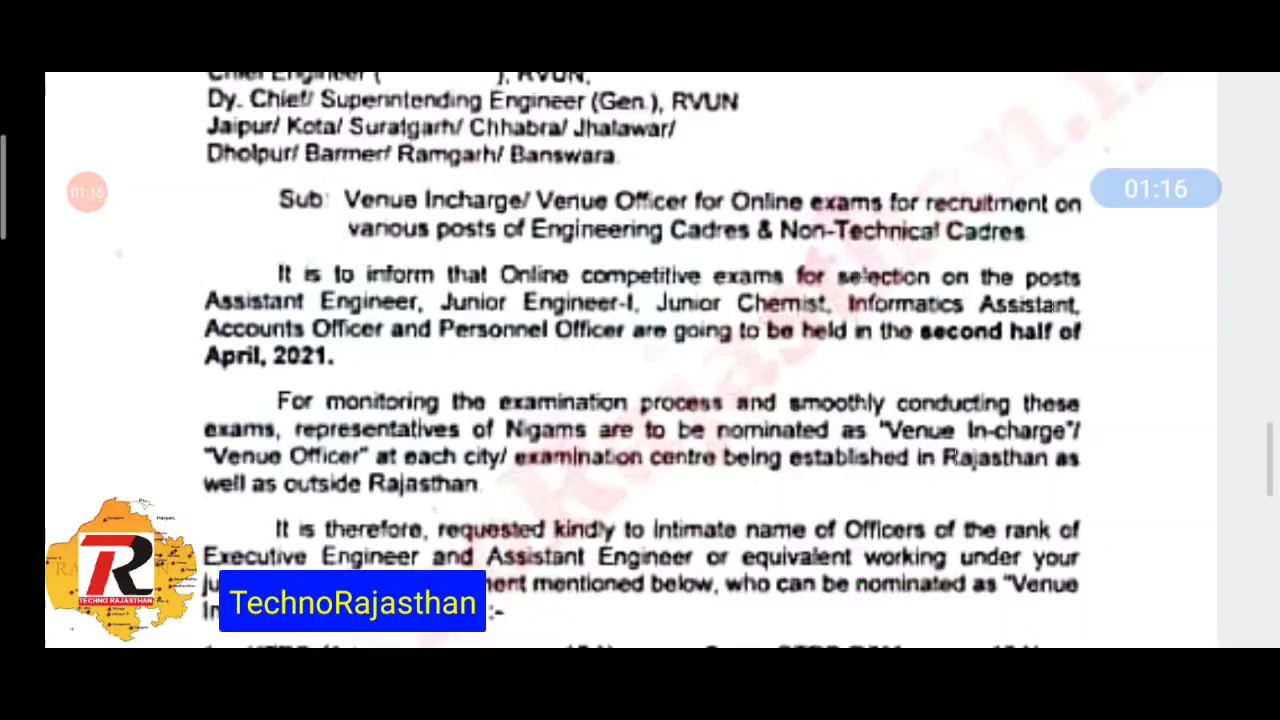 Chief Engineer ( ), RVUN,
Dy. Chief/ Superintending Engineer (Gen.), RVUN
Jaipur/ Kota/ Suratgarh/ Chhabra/ Jhalawar/
Dholpur/ Barmer/ Ramgarh/ Banswara.
01:16
01:16
Sub: Venue Incharge/ Venue Officer for Online exams for recruitment on
various posts of Engineering Cadres & Non-Technical Cadres
It is to inform that Online competitive exams for selection on the posts
Assistant Engineer, Junior Engineer-I, Junior Chemist, Informatics Assistant,
Accounts Officer and Personnel Officer are going to be held in the second half of
April, 2021.
For monitoring the examination process and smoothly conducting these
exams, representatives of Nigams are to be nominated as "Venue In-charge"/
"Venue Officer" at each city/ examination centre being established in Rajasthan as
well as outside Rajasthan.
It is therefore, requested kindly to intimate name of Officers of the rank of
Executive Engineer and Assistant Engineer or equivalent working under your
mentioned below, who can be nominated as "Venue
:-
TR
TECHNO RAJASTHAN
TechnoRajasthan